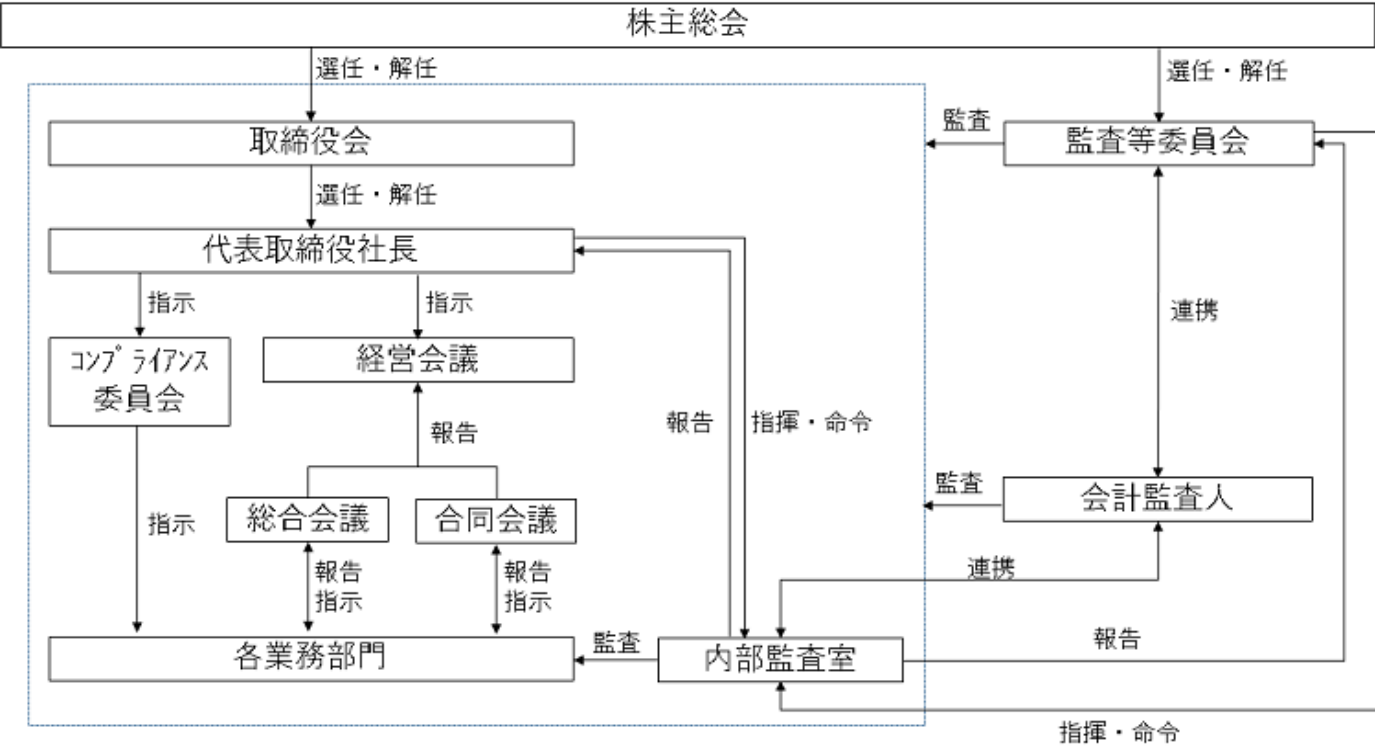 株主総会
選任・解任
選任・解任
監査
取締役会
監査等委員会
選任・解任
代表取締役社長
指示
指示
連携
ｺﾝﾌﾟﾗｲｱﾝｽ
委員会
経営会議
報告
指揮・命令
報告
監査
会計監査人
総合会議
合同会議
指示
報告
指示
報告
指示
連携
監査
報告
各業務部門
内部監査室
指揮・命令